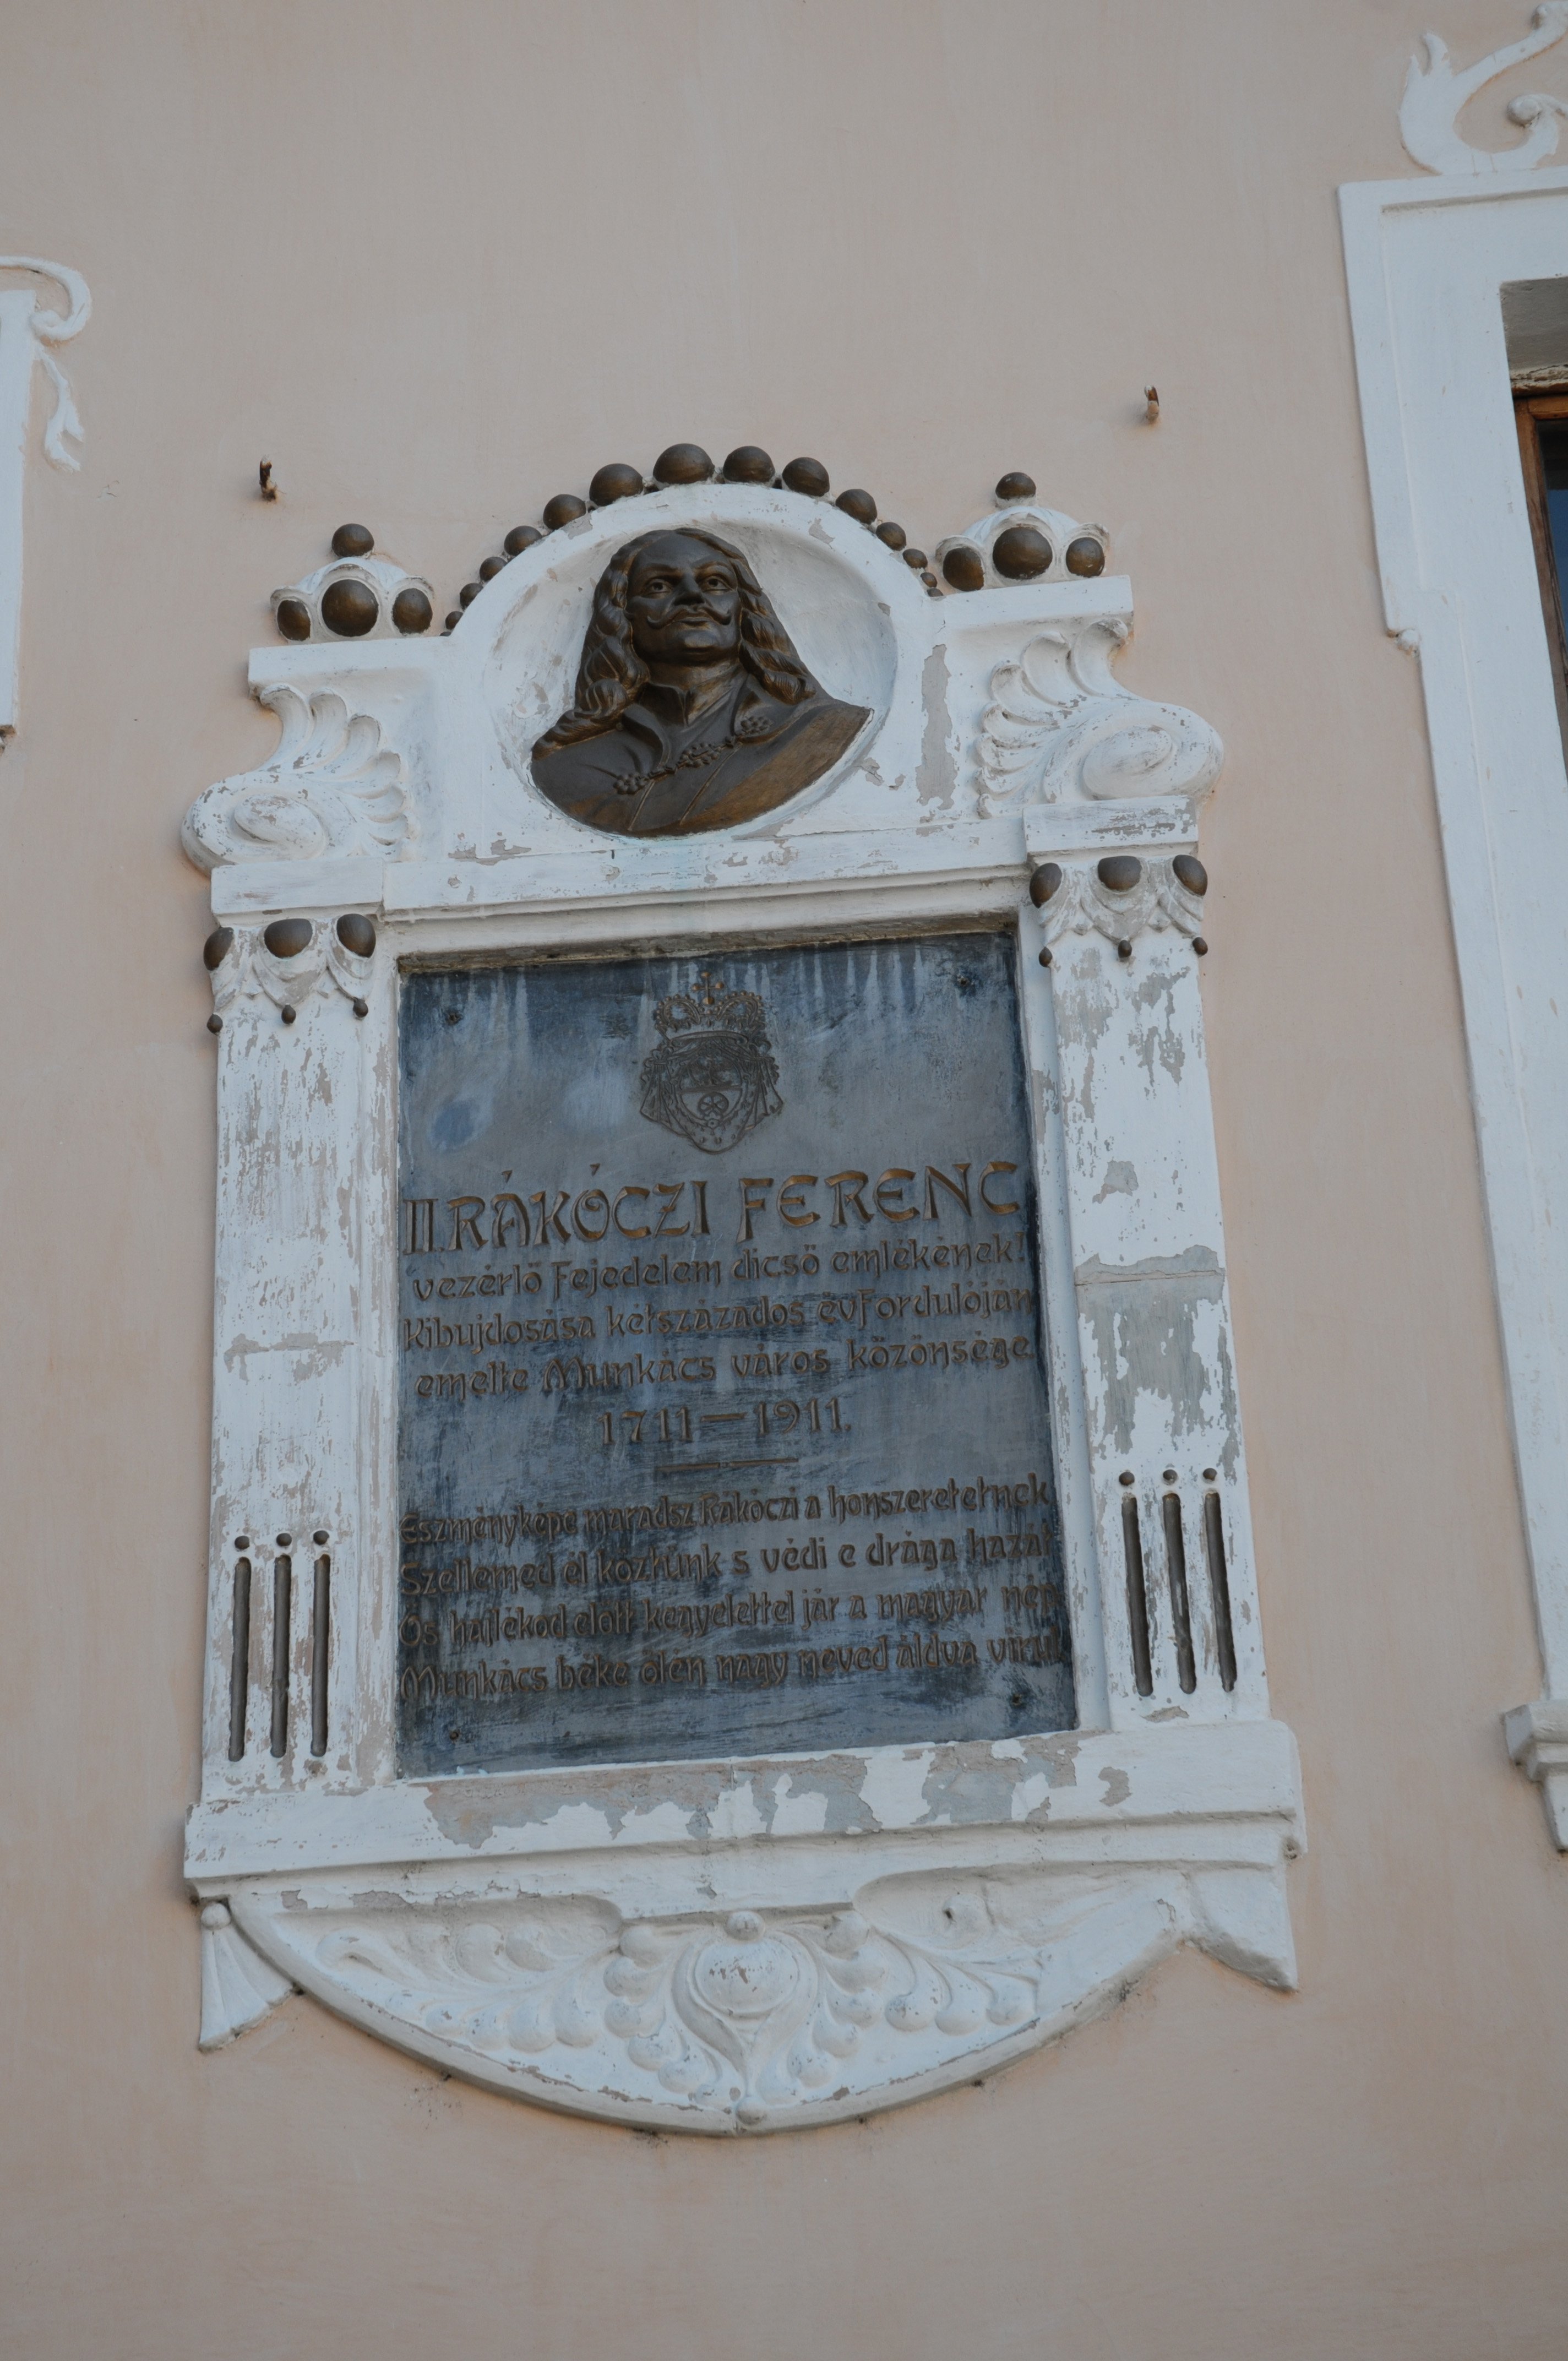 II. RÁKÓCZI FERENC
vezérlő Fejedelem dicső emlékének!
Kibujdosása kétszázados évfordulóján
emelte Munkács város közönsége.
1711—1911.
Eszményképe maradsz Rákóczi a honszeretetnek
Szellemed él köztünk s védi e drága hazát
Ős hajlékod előtt kegyelettel jár a magyar nép
Munkács béke ölén nagy neved áldva virul